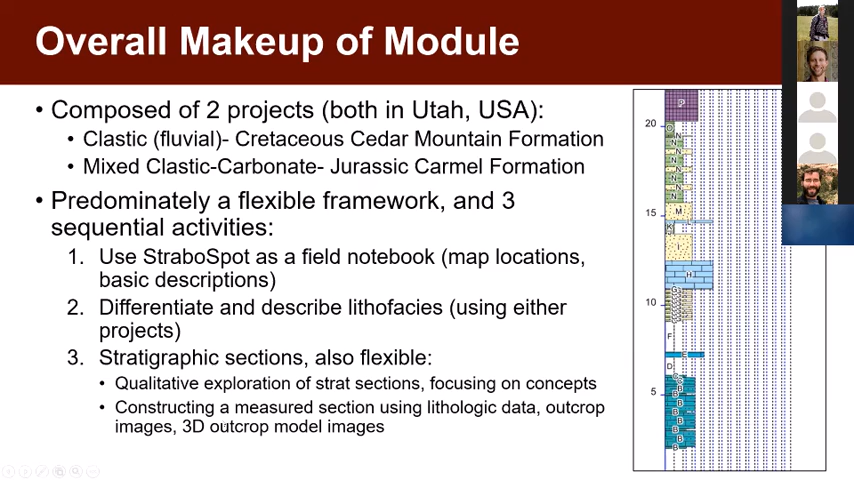 Overall Makeup of Module
• Composed of 2 projects (both in Utah, USA):
• Clastic (fluvial)- Cretaceous Cedar Mountain Formation
• Mixed Clastic-Carbonate- Jurassic Carmel Formation
• Predominately a flexible framework, and 3
sequential activities:
1. Use StraboSpot as a field notebook (map locations,
basic descriptions)
2. Differentiate and describe lithofacies (using either
projects)
3. Stratigraphic sections, also flexible:
• Qualitative exploration of strat sections, focusing on concepts
• Constructing a measured section using lithologic data, outcrop
images, 3D outcrop model images
P
20
O
N
N
N
N
N
N
N
15
M
L
K
I
H
10
G
F
E
D
5
C
B
B
B
B
B
B
B